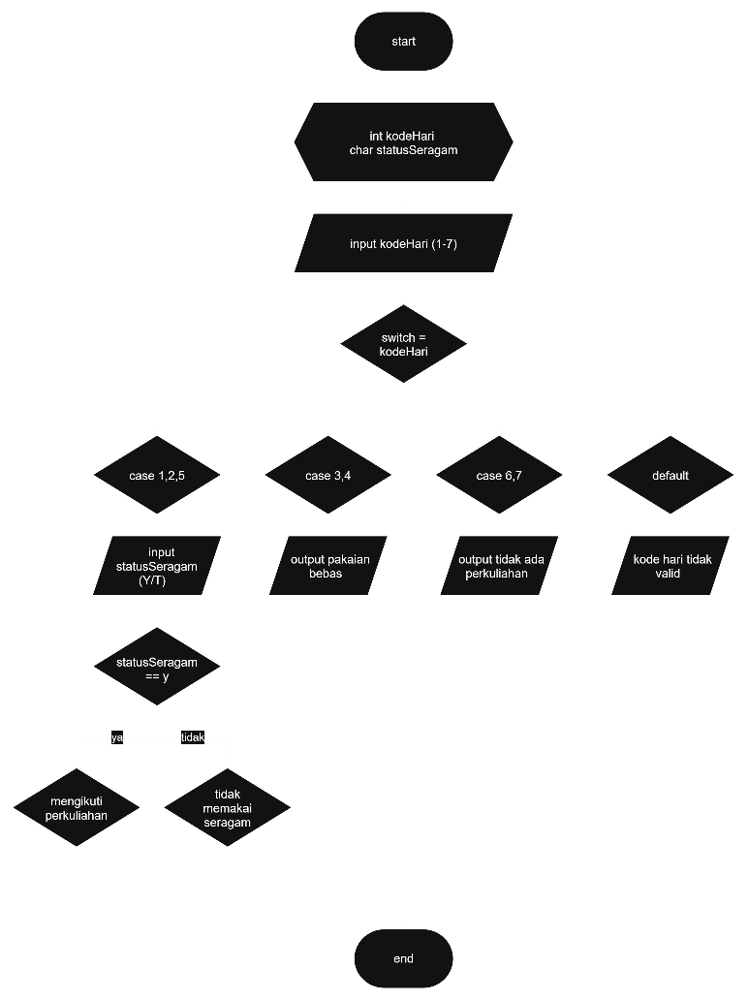 start
int kodeHari
char statusSeragam
input kodeHari (1-7)
switch =
kodeHari
case 1,2,5
case 3,4
case 6,7
default
input
statusSeragam
(Y/T)
output pakaian
bebas
output tidak ada
perkuliahan
kode hari tidak
valid
statusSeragam
== y
ya
tidak
mengikuti
perkuliahan
tidak
memakai
seragam
end